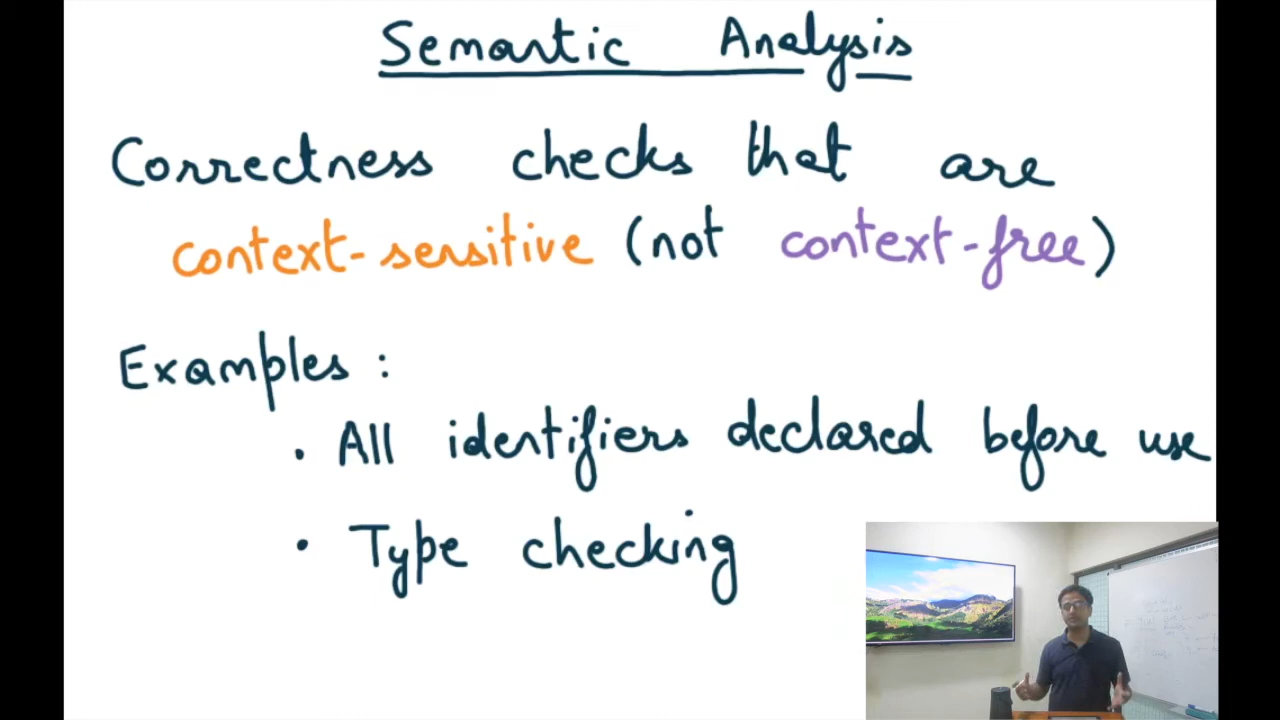 Semantic Analysis
Correctness checks that are
context-sensitive (not context-free)
Examples :
· All identifiers declared before use
· Type checking